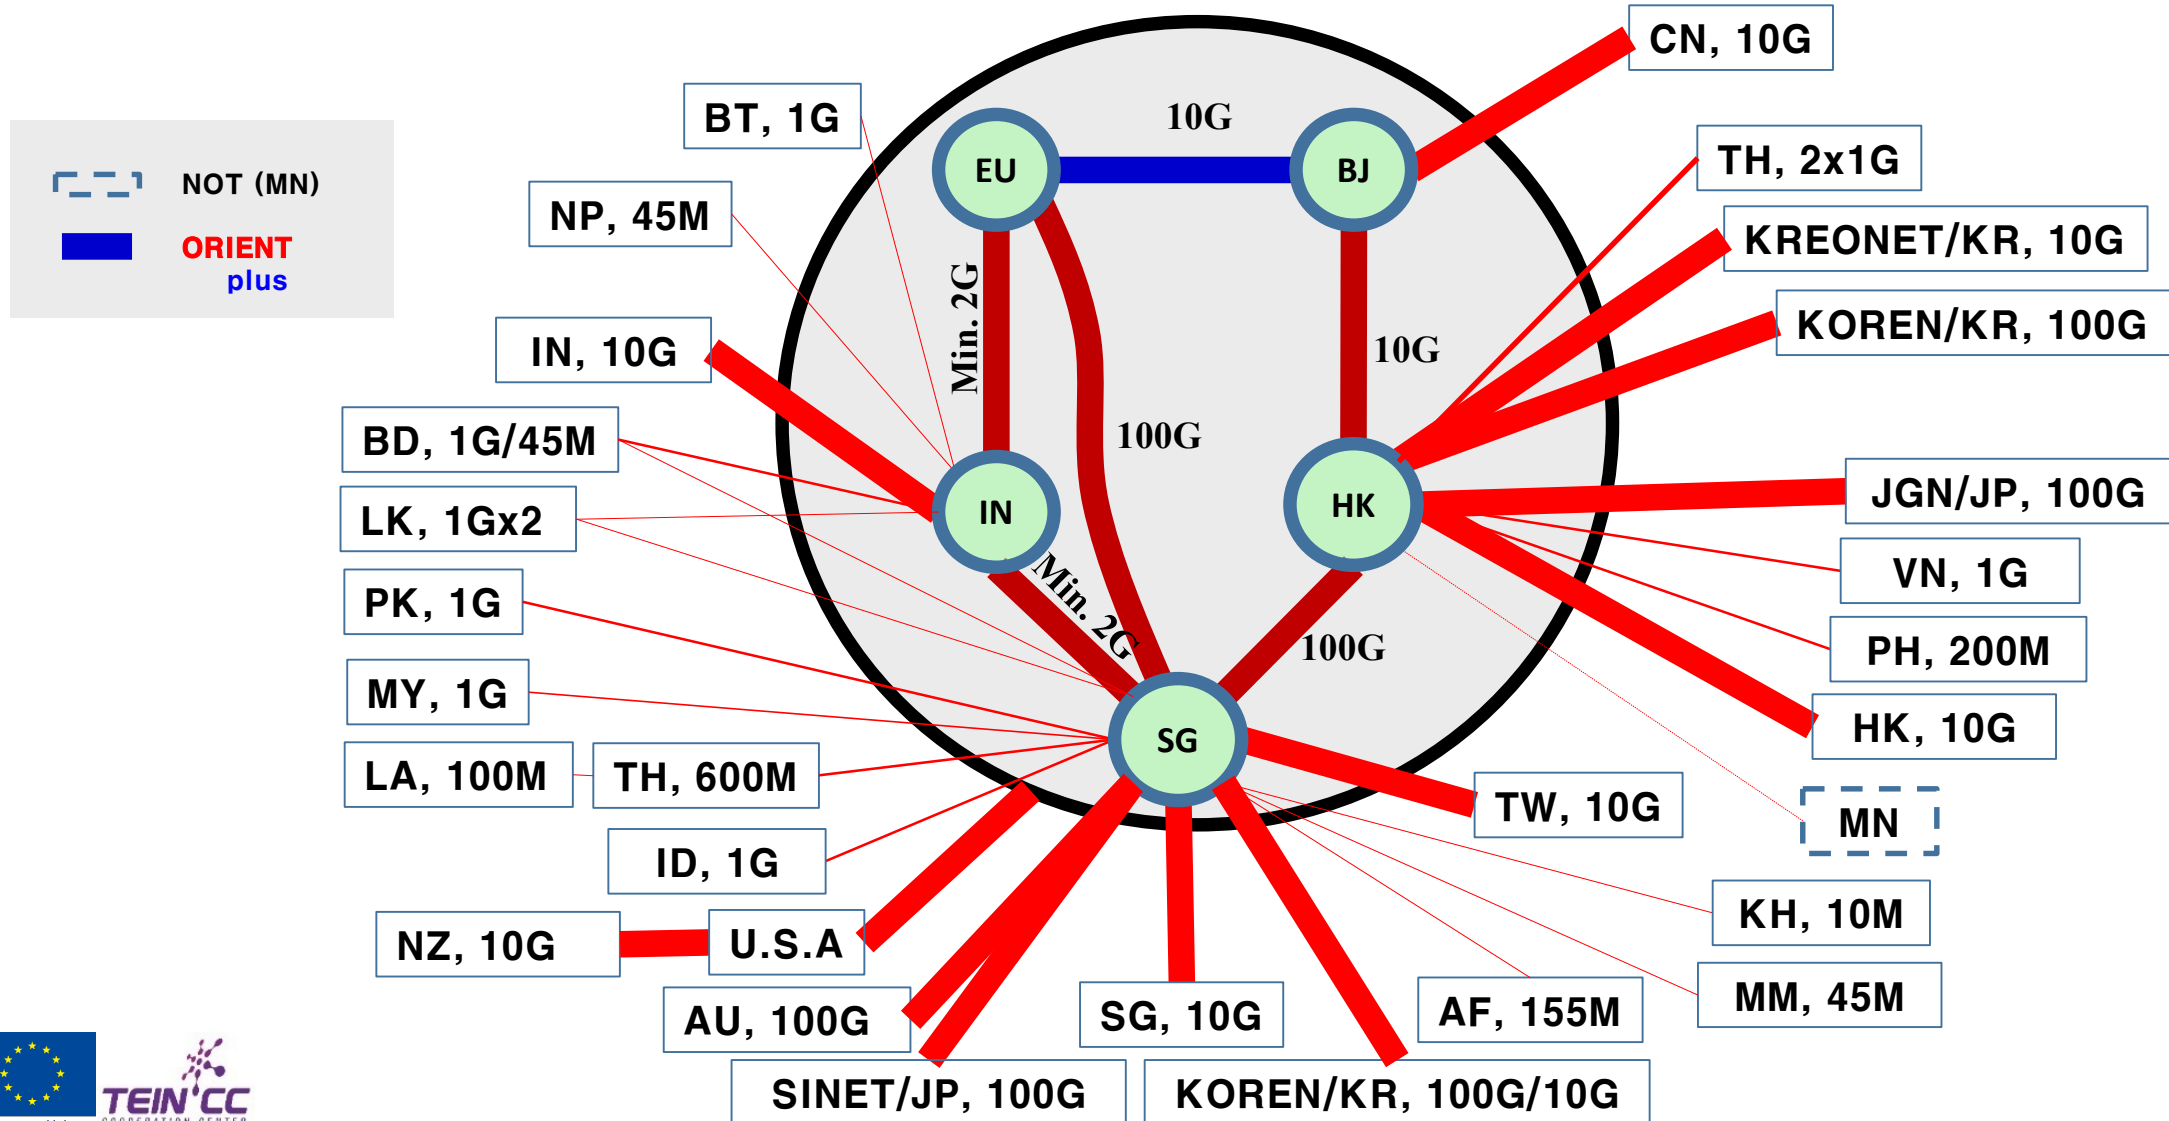 CN, 10G
BT, 1G
10G
TH, 2x1G
EU
BJ
NOT (MN)
NP, 45M
KREONET/KR, 10G
ORIENT
plus
Min. 2G
KOREN/KR, 100G
IN, 10G
10G
BD, 1G/45M
100G
JGN/JP, 100G
LK, 1Gx2
IN
HK
VN, 1G
PK, 1G
Min. 2G
100G
PH, 200M
MY, 1G
HK, 10G
SG
LA, 100M
TH, 600M
TW, 10G
MN
ID, 1G
KH, 10M
NZ, 10G
U.S.A
MM, 45M
AU, 100G
SG, 10G
AF, 155M
SINET/JP, 100G
KOREN/KR, 100G/10G
TEIN*CC
COOPERATION CENTER